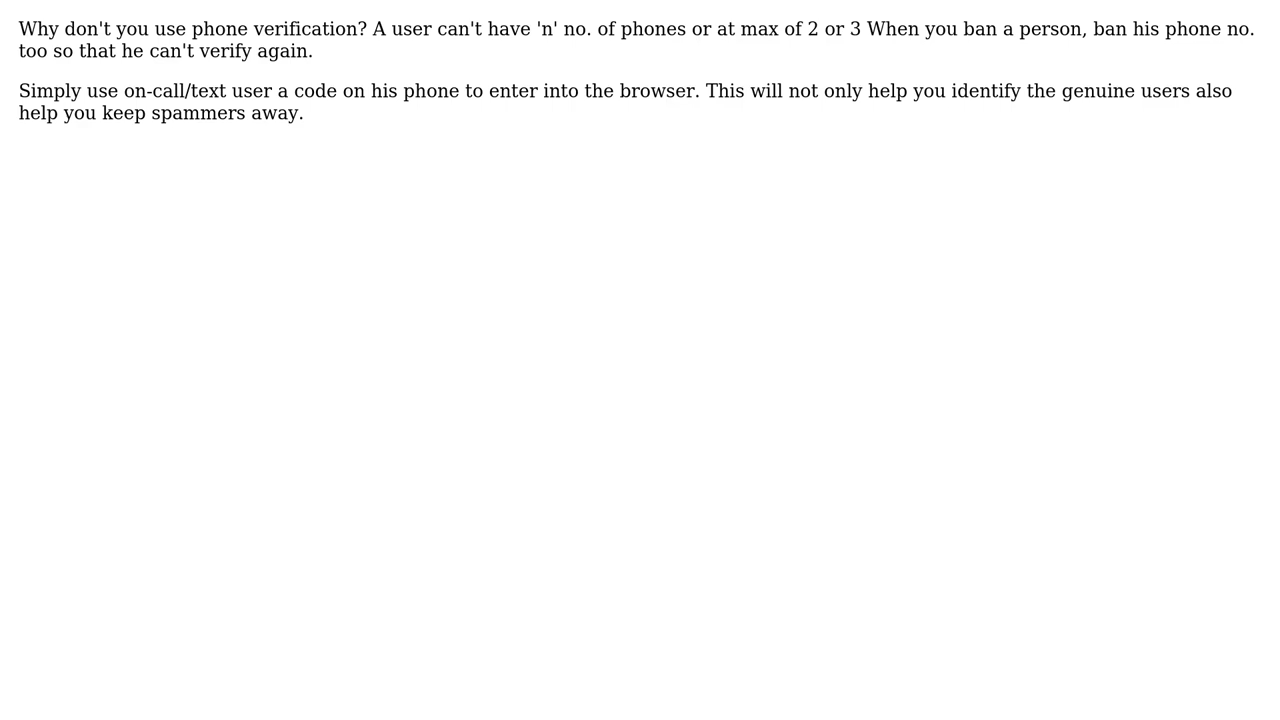 Why don't you use phone verification? A user can't have 'n' no. of phones or at max of 2 or 3 When you ban a person, ban his phone no.
too so that he can't verify again.
Simply use on-call/text user a code on his phone to enter into the browser. This will not only help you identify the genuine users also
help you keep spammers away.